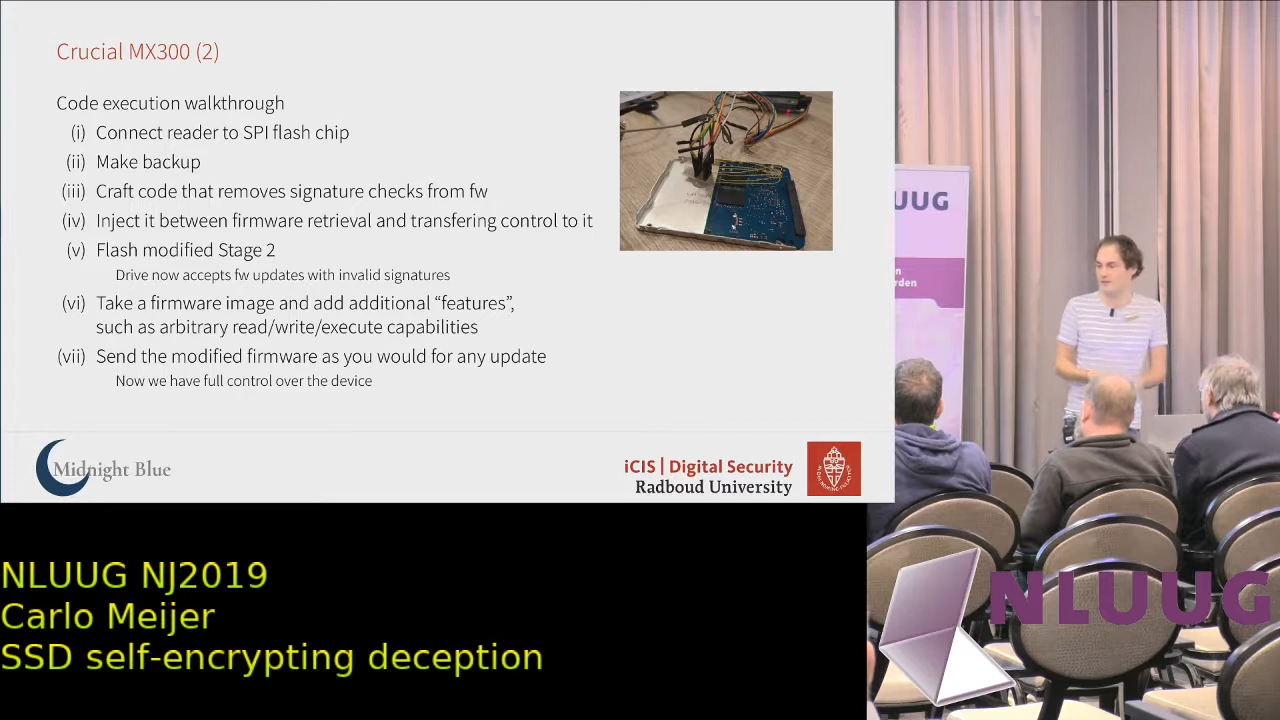 Crucial MX300 (2)
Code execution walkthrough
(i) Connect reader to SPI flash chip
(ii) Make backup
(iii) Craft code that removes signature checks from fw
(iv) Inject it between firmware retrieval and transfering control to it
(v) Flash modified Stage 2
Drive now accepts fw updates with invalid signatures
(vi) Take a firmware image and add additional “features”,
such as arbitrary read/write/execute capabilities
(vii) Send the modified firmware as you would for any update
Now we have full control over the device
Midnight Blue
iCIS | Digital Security
Radboud University
UUG
NLUUG NJ2019
Carlo Meijer
SSD self-encrypting deception
NLUUG